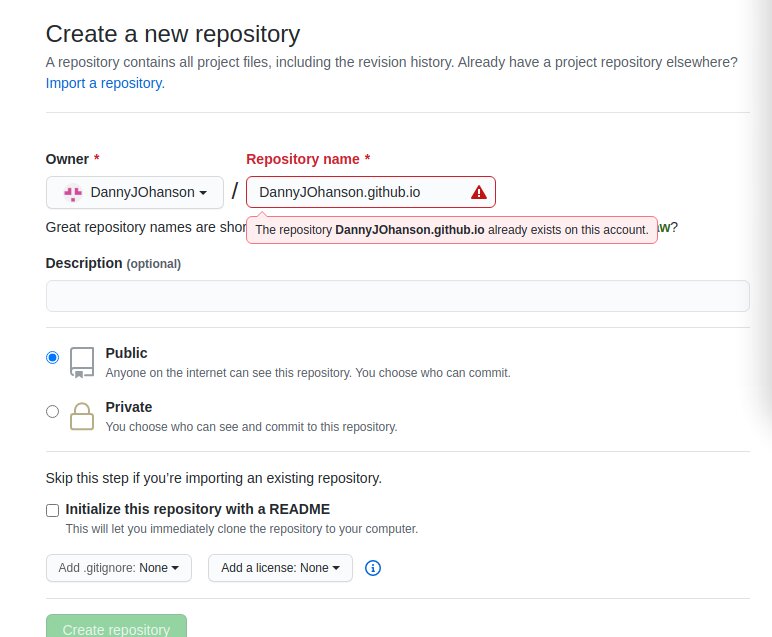 Create a new repository
A repository contains all project files, including the revision history. Already have a project repository elsewhere?
Import a repository.
Owner * Repository name *
DannyJOhanson / DannyJOhanson.github.io
Great repository names are shor
The repository DannyJOhanson.github.io already exists on this account.
w?
Description (optional)
Public
Anyone on the internet can see this repository. You choose who can commit.
Private
You choose who can see and commit to this repository.
Skip this step if you’re importing an existing repository.
Initialize this repository with a README
This will let you immediately clone the repository to your computer.
Add .gitignore: None Add a license: None
Create repository